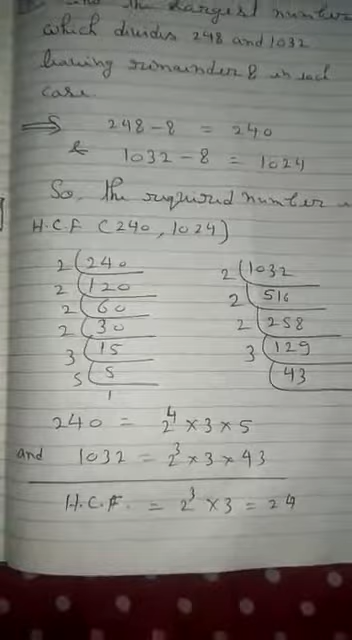 the largest number
which divides 248 and 1032
leaving remainder 8 in each
case.
⇒ 248 - 8 = 240
& 1032 - 8 = 1024
So, the required number
H.C.F (240, 1024)
2 | 240
2 | 120
2 | 60
2 | 30
3 | 15
5 | 5
1
2 | 1032
2 | 516
2 | 258
3 | 129
43
240 = 2⁴ × 3 × 5
and 1032 = 2³ × 3 × 43
H.C.F. = 2³ × 3 = 24